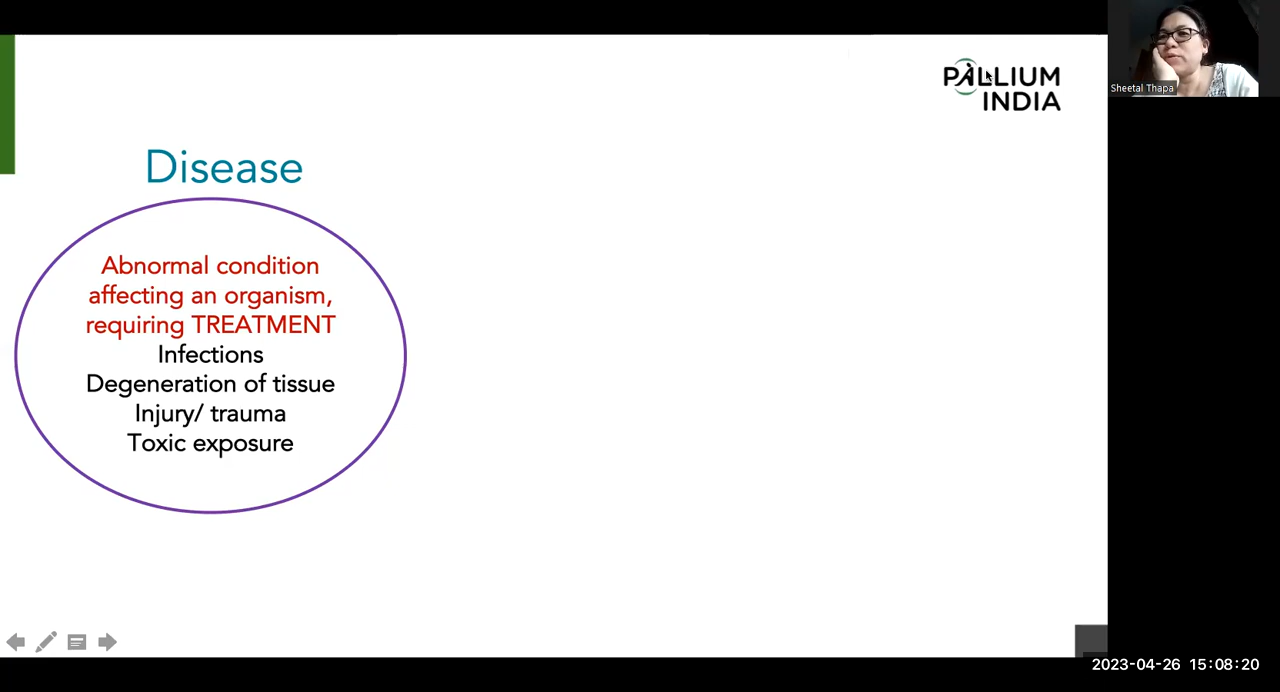 PALLIUM
INDIA
Sheetal Thapa
Disease
Abnormal condition
affecting an organism,
requiring TREATMENT
Infections
Degeneration of tissue
Injury/ trauma
Toxic exposure
2023-04-26 15:08:20